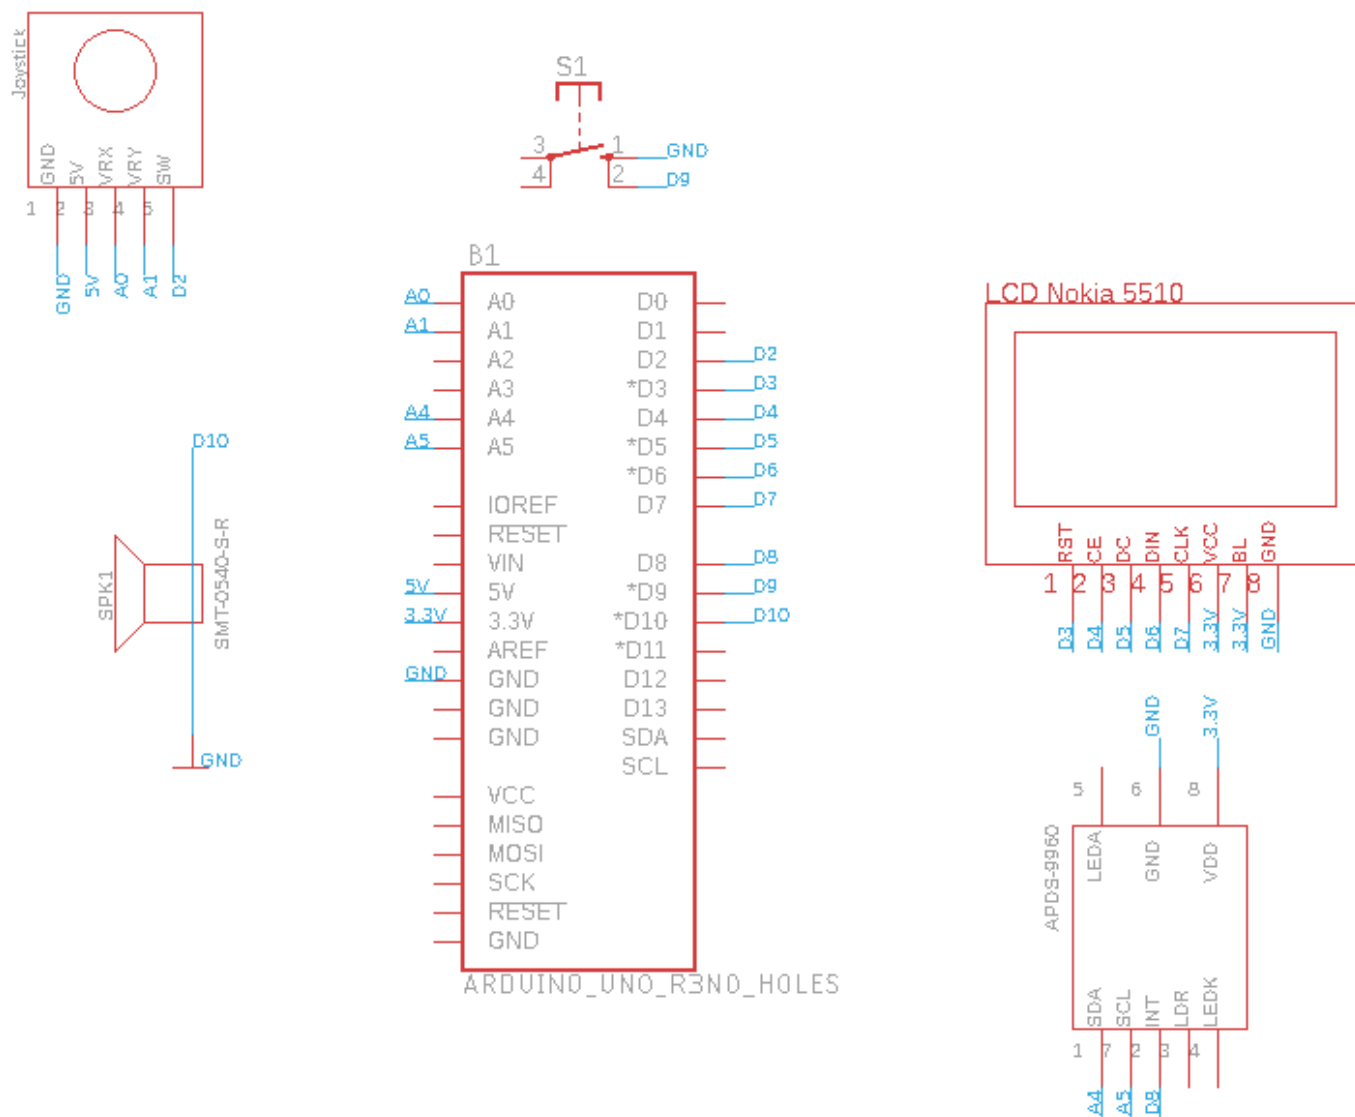 Joystick
GND
5V
VRX
VRY
SW
1
2
3
4
5
GND
5V
A0
A1
D2
S1
3
1
GND
4
2
D9
B1
A0
A0
D0
A1
A1
D1
A2
D2
D2
A3
*D3
D3
A4
A4
D4
D4
A5
A5
*D5
D5
*D6
D6
IOREF
D7
D7
RESET
VIN
D8
D8
5V
5V
*D9
D9
3.3V
3.3V
*D10
D10
AREF
*D11
GND
GND
D12
GND
D13
GND
SDA
SCL
VCC
MISO
MOSI
SCK
RESET
GND
ARDUINO_UNO_R3NO_HOLES
D10
SPK1
SMT-0540-S-R
GND
LCD Nokia 5510
RST
CE
DC
DIN
CLK
VCC
BL
GND
1
2
3
4
5
6
7
8
D3
D4
D5
D6
D7
3.3V
3.3V
GND
GND
3.3V
5
6
8
APDS-9960
LEDA
GND
VDD
SDA
SCL
INT
LDR
LEDK
1
7
2
3
4
A4
A5
D8